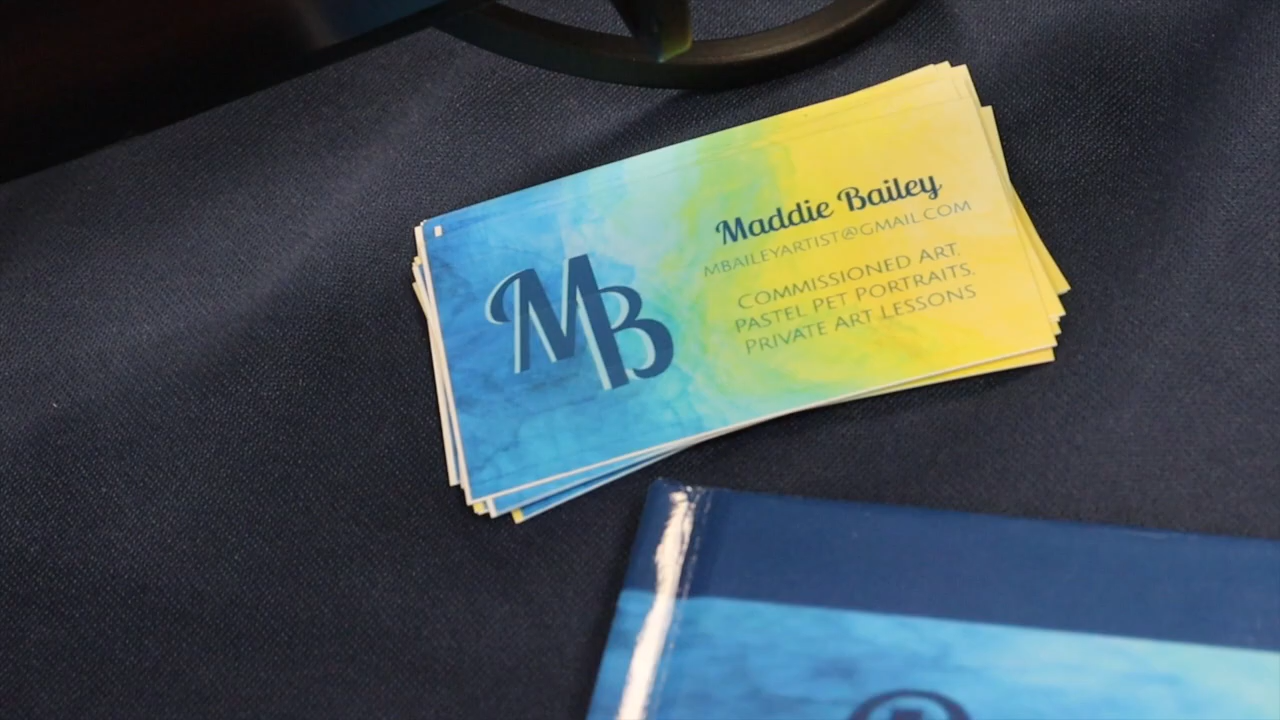 MB
Maddie Bailey
MBAILEYARTIST@GMAIL.COM
COMMISSIONED ART,
PASTEL PET PORTRAITS,
PRIVATE ART LESSONS